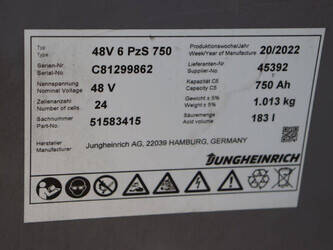 Typ
Type
48V 6 PzS 750
Produktionswoche/Jahr
Week/Year of Manufacture
20/2022
Serien-Nr.
Serial-No
C81299862
Lieferanten-Nr
Supplier-No.
45392
Nennspannung
Nominal Voltage
48 V
Kapazität C5
Capacity C5
750 Ah
Zellenanzahl
Number of cells
24
Gewicht ± 5%
Weight ± 5%
1.013 kg
Sachnummer
Part-No
51583415
Säuremenge
Acid volume
183 l
Hersteller
Manufacturer
Jungheinrich AG, 22039 HAMBURG, GERMANY
JUNGHEINRICH
Pb